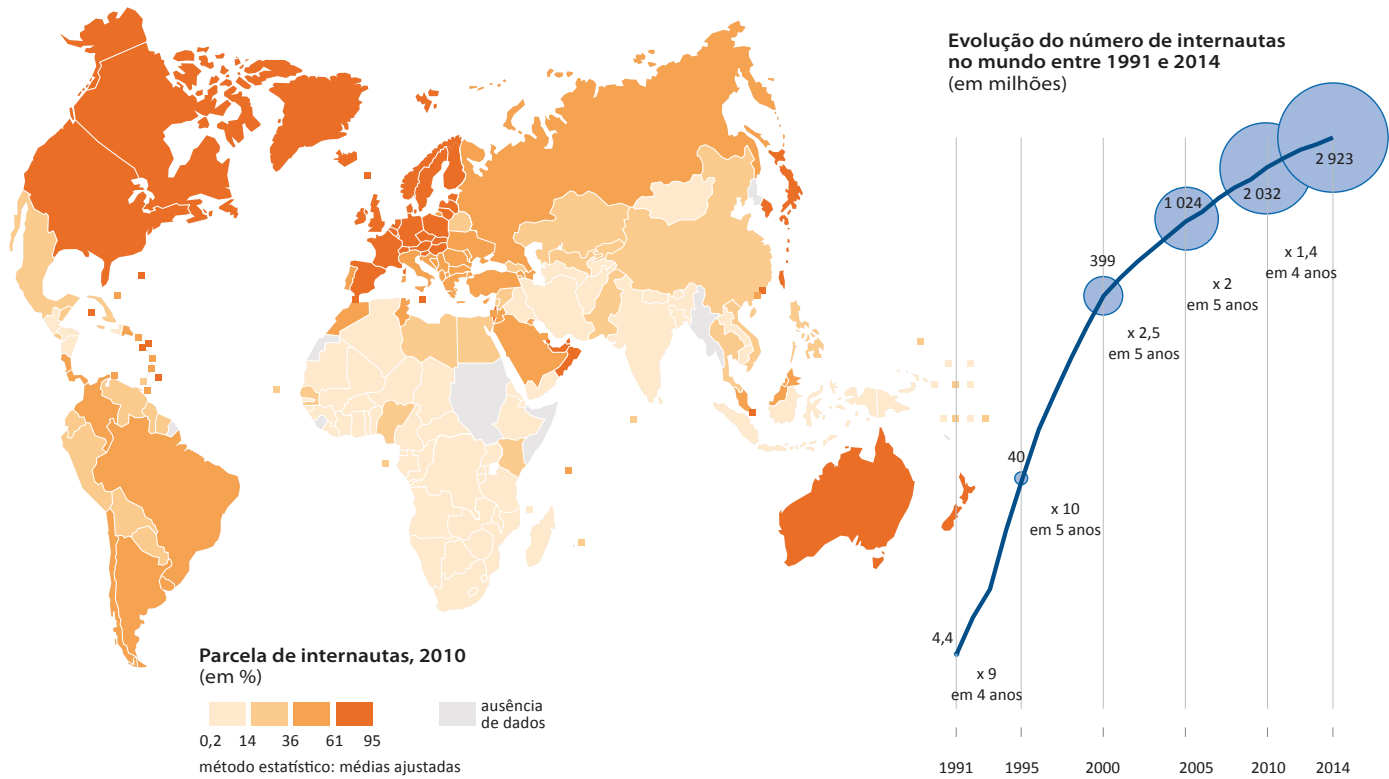 Evolução do número de internautas
no mundo entre 1991 e 2014
(em milhões)
2 923
2 032
1 024
x 1,4
em 4 anos
399
x 2
em 5 anos
x 2,5
em 5 anos
40
x 10
em 5 anos
4,4
x 9
em 4 anos
1991 1995 2000 2005 2010 2014
Parcela de internautas, 2010
(em %)
ausência
de dados
0,2 14 36 61 95
método estatístico: médias ajustadas